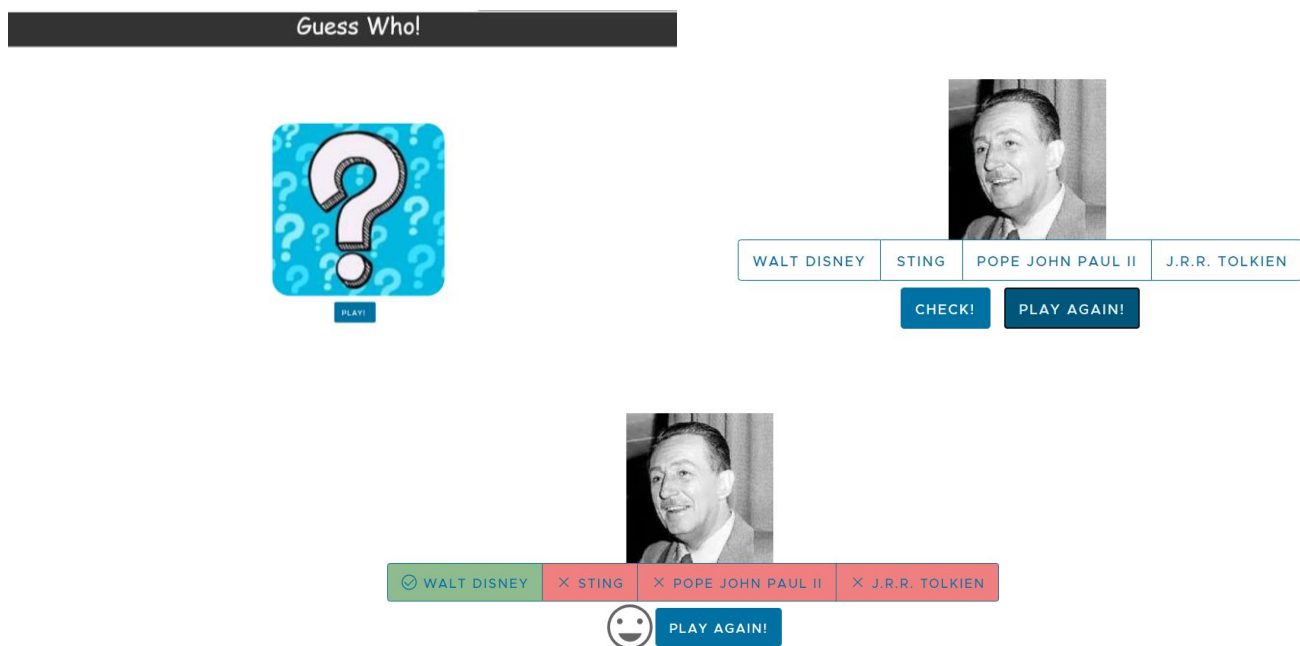 Guess Who!
PLAY!
WALT DISNEY STING POPE JOHN PAUL II J.R.R. TOLKIEN
CHECK! PLAY AGAIN!
WALT DISNEY STING POPE JOHN PAUL II J.R.R. TOLKIEN
PLAY AGAIN!